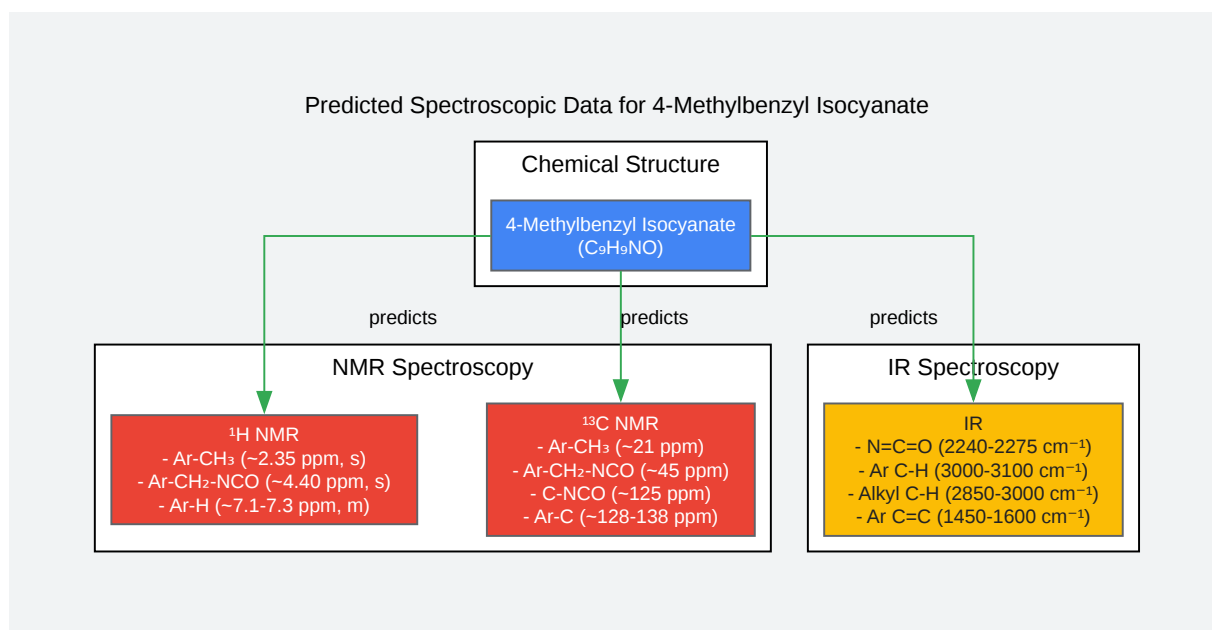 Predicted Spectroscopic Data for 4-Methylbenzyl Isocyanate
Chemical Structure
4-Methylbenzyl Isocyanate
(C₉H₉NO)
predicts
predicts
predicts
NMR Spectroscopy
¹H NMR
- Ar-CH₃ (~2.35 ppm, s)
- Ar-CH₂-NCO (~4.40 ppm, s)
- Ar-H (~7.1-7.3 ppm, m)
¹³C NMR
- Ar-CH₃ (~21 ppm)
- Ar-CH₂-NCO (~45 ppm)
- C-NCO (~125 ppm)
- Ar-C (~128-138 ppm)
IR Spectroscopy
IR
- N=C=O (2240-2275 cm⁻¹)
- Ar C-H (3000-3100 cm⁻¹)
- Alkyl C-H (2850-3000 cm⁻¹)
- Ar C=C (1450-1600 cm⁻¹)